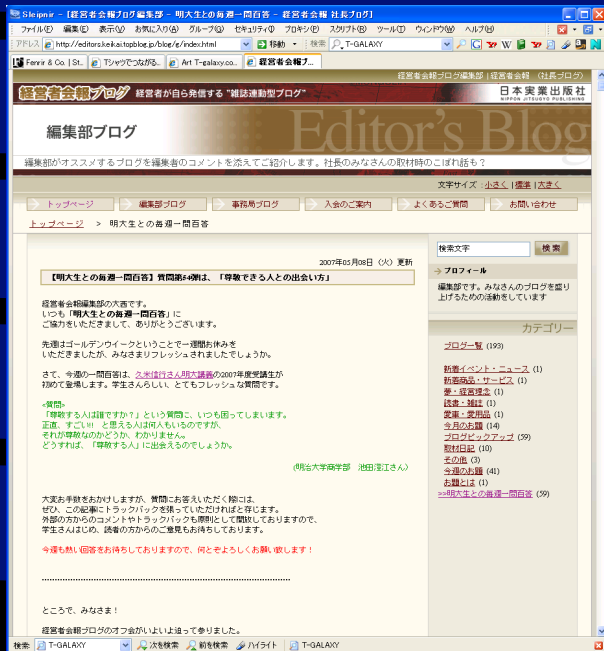 Sleipnir - [経営者会報ブログ編集部 - 明大生との毎週一問百答 - 経営者会報 社長ブログ]
ファイル(F) 編集(E) 表示(V) お気に入り(A) グループ(G) セキュリティ(I) プロキシ(P) スクリプト(R) ツール(T) ウィンドウ(W) ヘルプ(H)
アドレス http://editors.keikai.topblog.jp/blog/g/index.html 移動 検索 T-GALAXY
Fenrir & Co. | St.. Tシャツでつながる.. Art T-galaxy.co.. 経営者会報ブ...
経営者会報ブログ編集部 | 経営者会報 (社長ブログ)
経営者会報ブログ 経営者が自ら発信する "雑誌連動型ブログ" 日本実業出版社
NIPPON JITSUGYO PUBLISHING
編集部ブログ Editor's Blog
編集部がオススメするブログを編集者のコメントを添えてご紹介します。社長のみなさんの取材時のこぼれ話も?
文字サイズ :小さく | 標準 | 大きく
トップページ 編集部ブログ 事務局ブログ 入会のご案内 よくあるご質問 お問い合わせ
トップページ > 明大生との毎週一問百答
2007年05月08日 (火) 更新
【明大生との毎週一問百答】質問第54弾は、「尊敬できる人との出会い方」
経営者会報編集部の大西です。
いつも「明大生との毎週一問百答」に
ご協力をいただきまして、ありがとうございます。
先週はゴールデンウイークということで一週間お休みを
いただきましたが、みなさまリフレッシュされましたでしょうか。
さて、今週の一問百答は、久米信行さん明大講義の2007年度受講生が
初めて登場します。学生さんらしい、とてもフレッシュな質問です。
<質問>
「尊敬する人は誰ですか?」という質問に、いつも困ってしまいます。
正直、すごい!!! と思える人は何人もいるのですが、
それが尊敬なのかどうか、わかりません。
どうすれば、「尊敬する人」に出会えるのでしょうか。
(明治大学商学部 池田澄江さん)
大変お手数をおかけしますが、質問にお答えいただく際には、
ぜひ、この記事にトラックバックを張っていただければと存じます。
外部の方からのコメントやトラックバックも原則として開放しておりますので、
学生さんはじめ、読者の方からのご意見もお待ちしております。
今週も熱い回答をお待ちしておりますので、何とぞよろしくお願い致します!
ところで、みなさま!
経営者会報ブログのオフ会がいよいよ迫って参りました。
検索文字 検索
プロフィール
編集部です。みなさんのブログを盛り
上げるための活動をしています
カテゴリー
ブログ一覧 (193)
新着イベント・ニュース (1)
新着商品・サービス (1)
夢・経営理念 (1)
読書・雑誌 (1)
愛車・愛用品 (1)
今月のお題 (14)
ブログピックアップ (59)
取材日記 (10)
その他 (3)
今週のお題 (41)
お題とは (1)
>>明大生との毎週一問百答 (59)
検索: T-GALAXY 次を検索 前を検索 ハイライト T-GALAXY